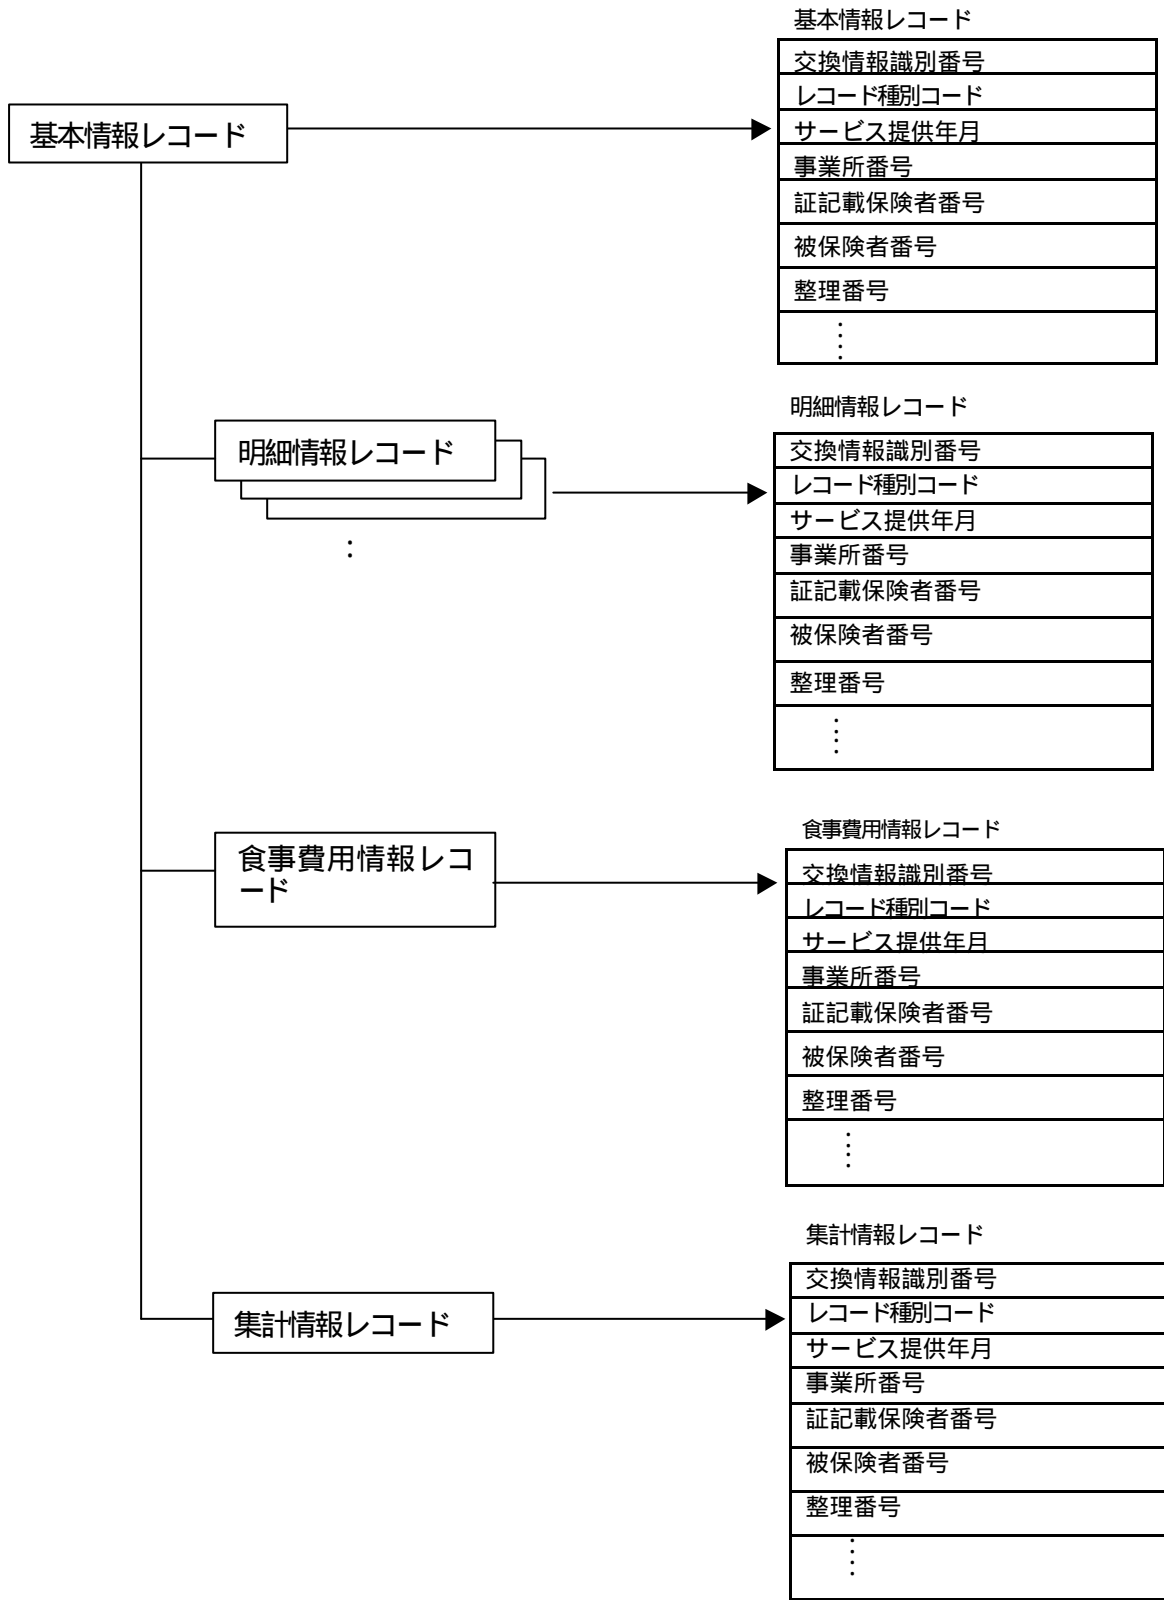 基本情報レコード
基本情報レコード
交換情報識別番号
レコード種別コード
サービス提供年月
事業所番号
証記載保険者番号
被保険者番号
整理番号
⋮
明細情報レコード
:
明細情報レコード
交換情報識別番号
レコード種別コード
サービス提供年月
事業所番号
証記載保険者番号
被保険者番号
整理番号
⋮
食事費用情報レコ
ード
食事費用情報レコード
交換情報識別番号
レコード種別コード
サービス提供年月
事業所番号
証記載保険者番号
被保険者番号
整理番号
⋮
集計情報レコード
集計情報レコード
交換情報識別番号
レコード種別コード
サービス提供年月
事業所番号
証記載保険者番号
被保険者番号
整理番号
⋮